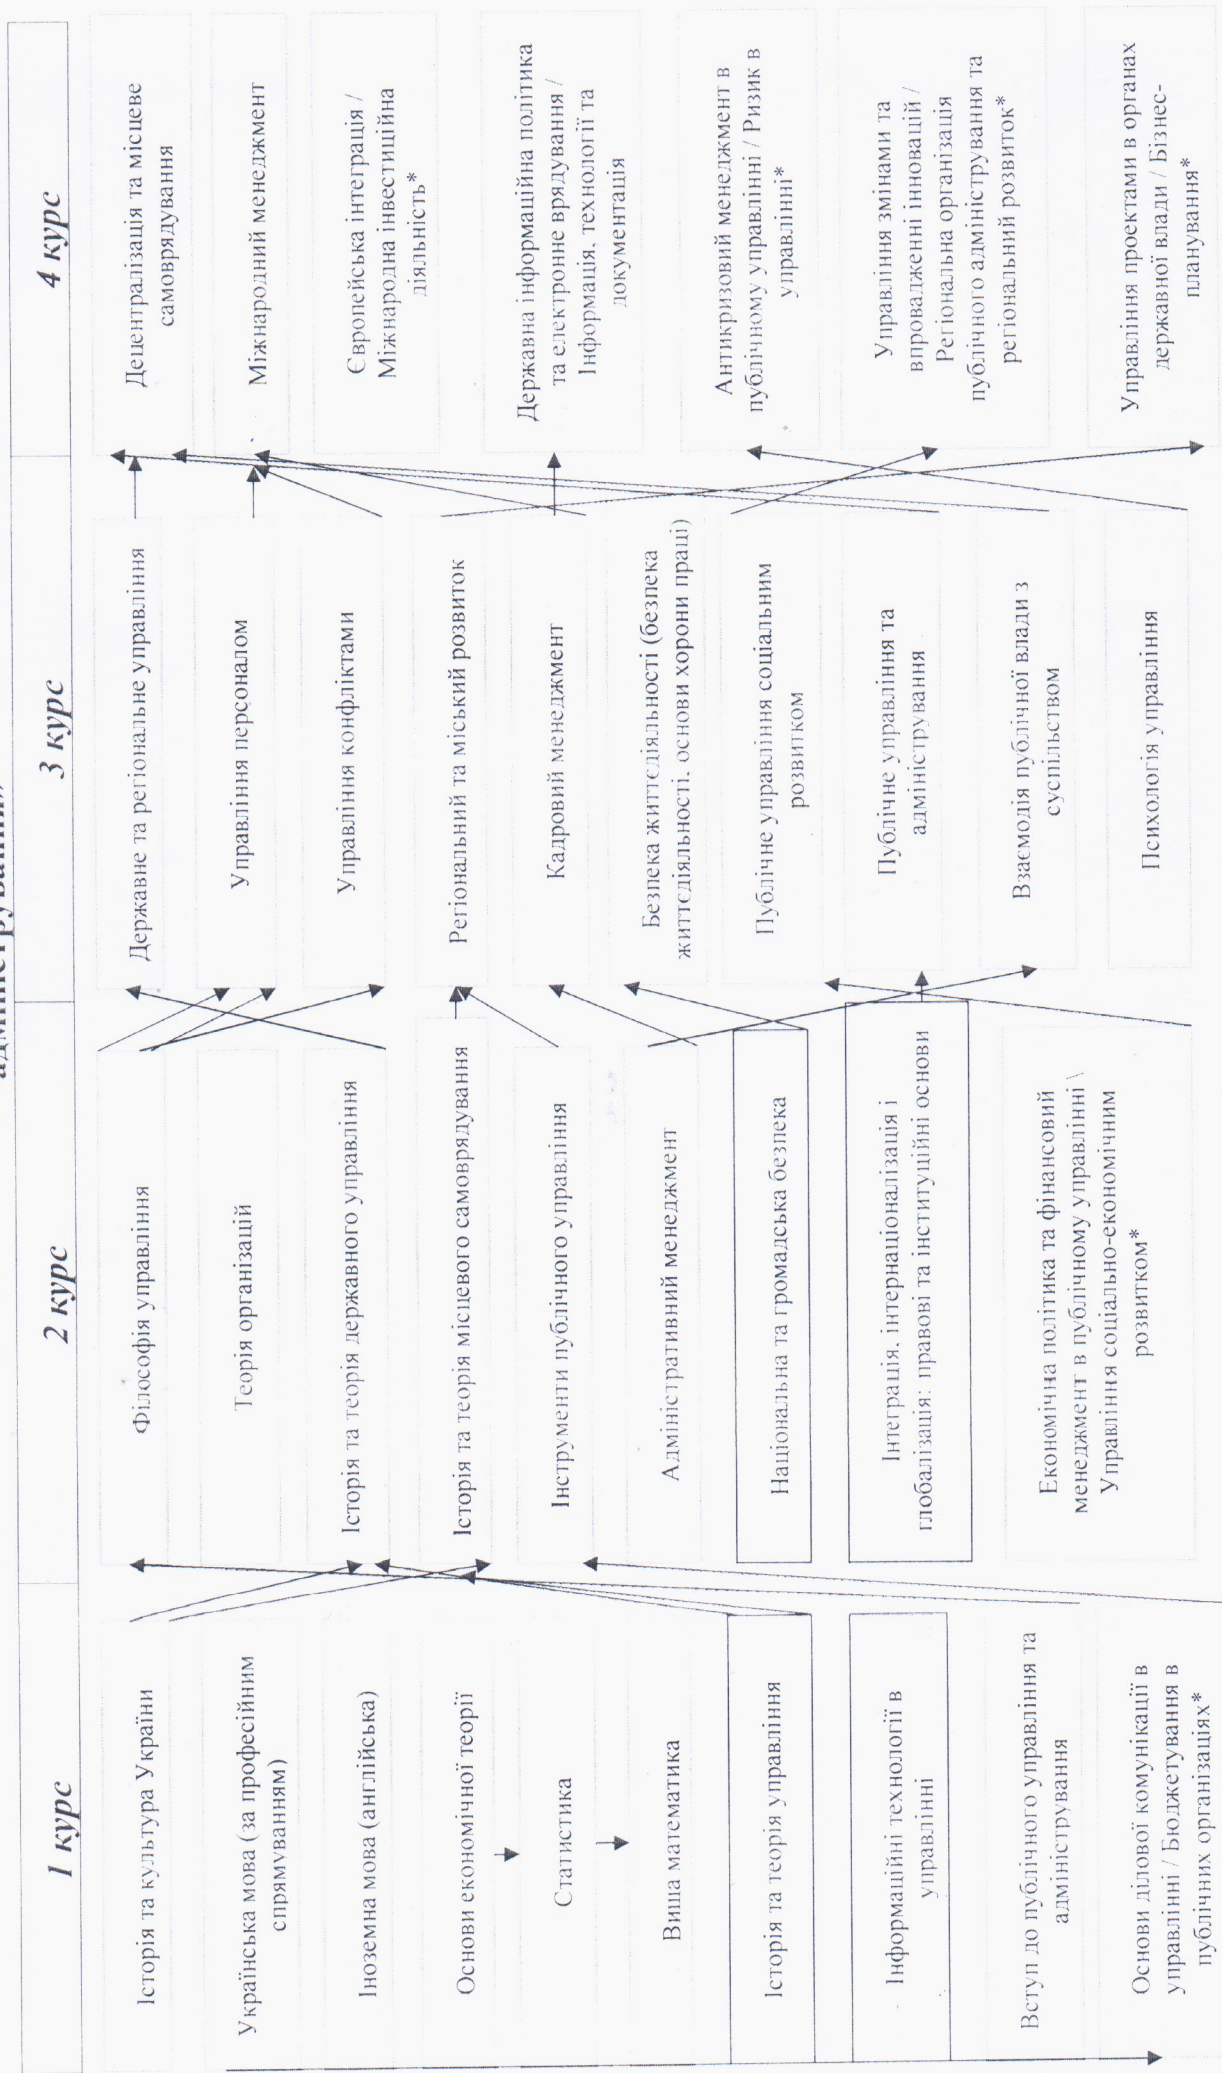 адміністрування»
1 курс
2 курс
3 курс
4 курс
Історія та культура України
Українська мова (за професійним
спрямуванням)
Іноземна мова (англійська)
Основи економічної теорії
Статистика
Вища математика
Історія та теорія управління
Інформаційні технології в
управлінні
Вступ до публічного управління та
адміністрування
Основи ділової комунікації в
управлінні / Бюджетування в
публічних організаціях*
Філософія управління
Теорія організацій
Історія та теорія державного управління
Історія та теорія місцевого самоврядування
Інструменти публічного управління
Адміністративний менеджмент
Національна та громадська безпека
Інтеграція, інтернаціоналізація і
глобалізація: правові та інституційні основи
Економічна політика та фінансовий
менеджмент в публічному управлінні \
Управління соціально-економічним
розвитком*
Державне та регіональне управління
Управління персоналом
Управління конфліктами
Регіональний та міський розвиток
Кадровий менеджмент
Безпека життєдіяльності (безпека
життєдіяльності, основи хорони праці)
Публічне управління соціальним
розвитком
Публічне управління та
адміністрування
Взаємодія публічної влади з
суспільством
Психологія управління
Децентралізація та місцеве
самоврядування
Міжнародний менеджмент
Європейська інтеграція /
Міжнародна інвестиційна
діяльність*
Державна інформаційна політика
та електронне врядування /
Інформація, технології та
документація
Антикризовий менеджмент в
публічному управлінні / Ризик в
управлінні*
Управління змінами та
впровадженні інновацій /
Регіональна організація
публічного адміністрування та
регіональний розвиток*
Управління проектами в органах
державної влади / Бізнес-
планування*